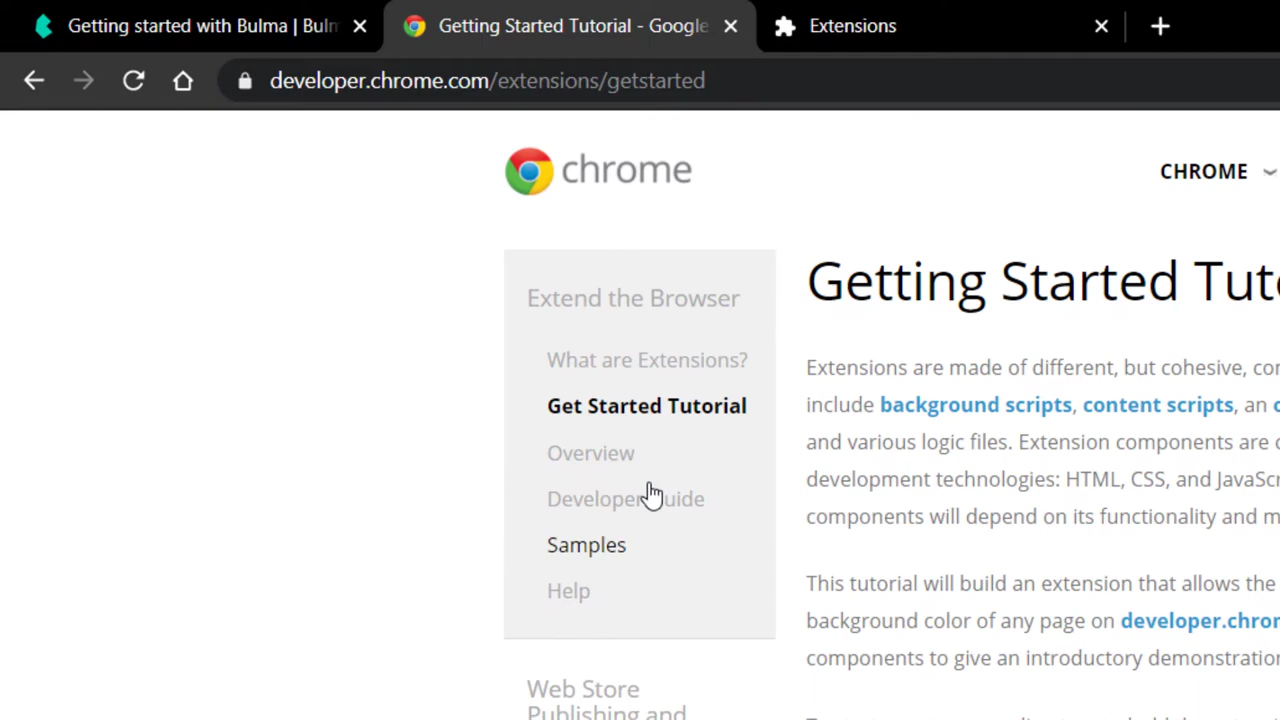 Getting started with Bulma | Bulm
Getting Started Tutorial - Google
Extensions
developer.chrome.com/extensions/getstarted
chrome
CHROME
Extend the Browser
What are Extensions?
Get Started Tutorial
Overview
Developer uide
Samples
Help
Web Store
Publishing and
Getting Started Tut
Extensions are made of different, but cohesive, co
include background scripts, content scripts, an
and various logic files. Extension components are
development technologies: HTML, CSS, and JavaScr
components will depend on its functionality and m
This tutorial will build an extension that allows the
background color of any page on developer.chro
components to give an introductory demonstratio